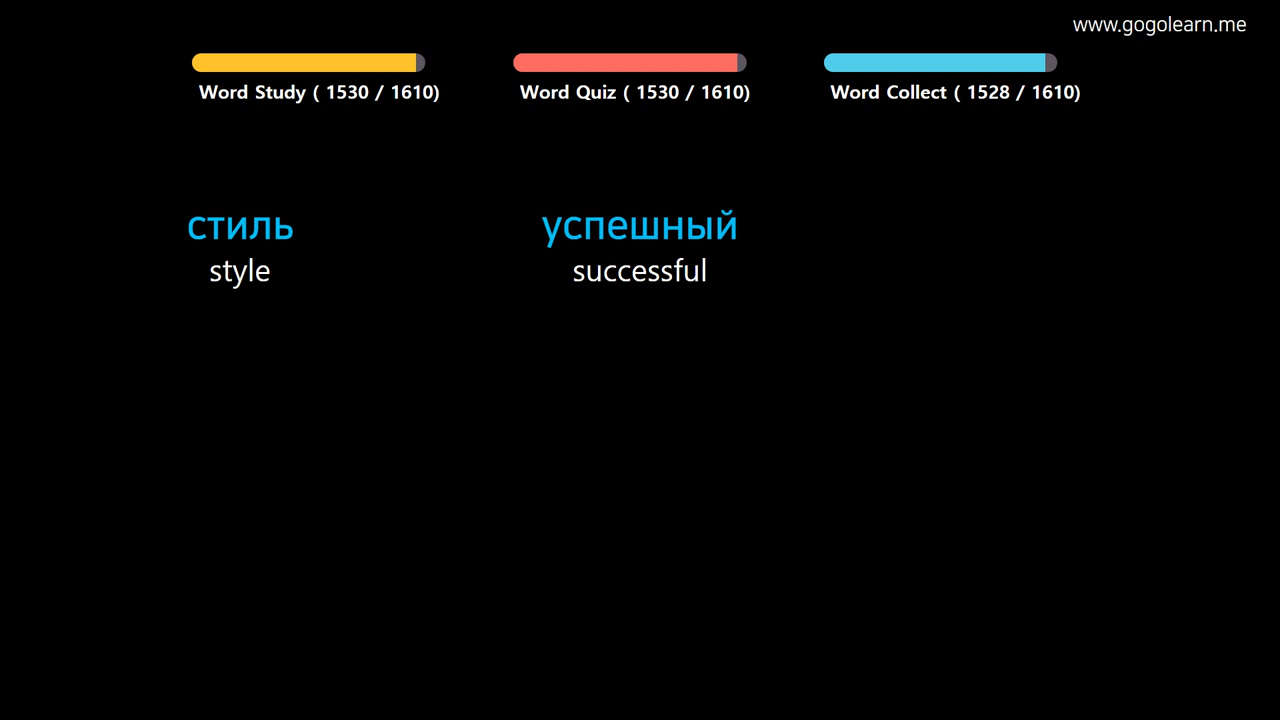 www.gogolearn.me
Word Study ( 1530 / 1610)
Word Quiz ( 1530 / 1610)
Word Collect ( 1528 / 1610)
стиль
style
успешный
successful